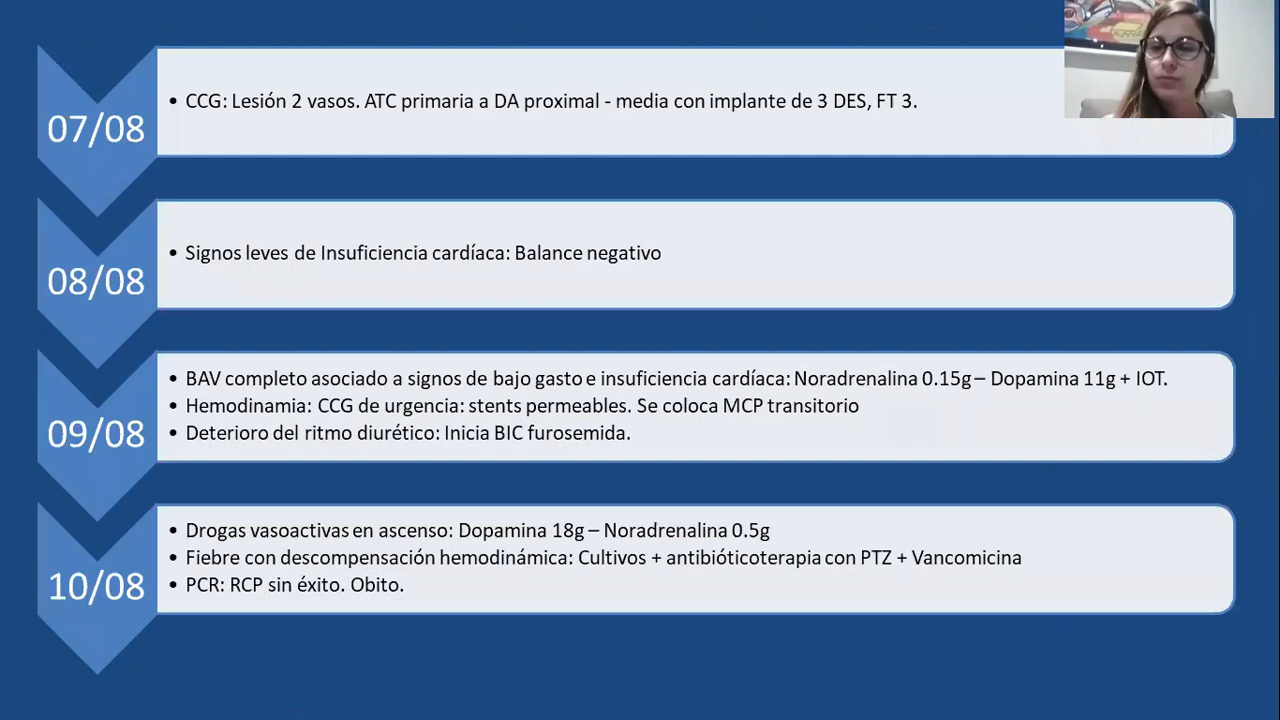 07/08
• CCG: Lesión 2 vasos. ATC primaria a DA proximal - media con implante de 3 DES, FT 3.
08/08
• Signos leves de Insuficiencia cardíaca: Balance negativo
09/08
• BAV completo asociado a signos de bajo gasto e insuficiencia cardíaca: Noradrenalina 0.15g – Dopamina 11g + IOT.
• Hemodinamia: CCG de urgencia: stents permeables. Se coloca MCP transitorio
• Deterioro del ritmo diurético: Inicia BIC furosemida.
10/08
• Drogas vasoactivas en ascenso: Dopamina 18g – Noradrenalina 0.5g
• Fiebre con descompensación hemodinámica: Cultivos + antibióticoterapia con PTZ + Vancomicina
• PCR: RCP sin éxito. Obito.